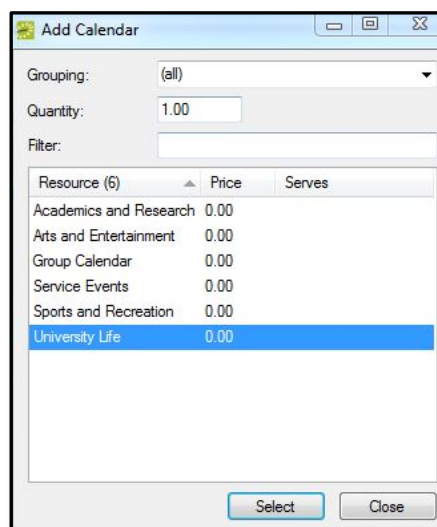 Add Calendar
Grouping: (all)
Quantity: 1.00
Filter:
Resource (6) Price Serves
Academics and Research 0.00
Arts and Entertainment 0.00
Group Calendar 0.00
Service Events 0.00
Sports and Recreation 0.00
University Life 0.00
Select Close